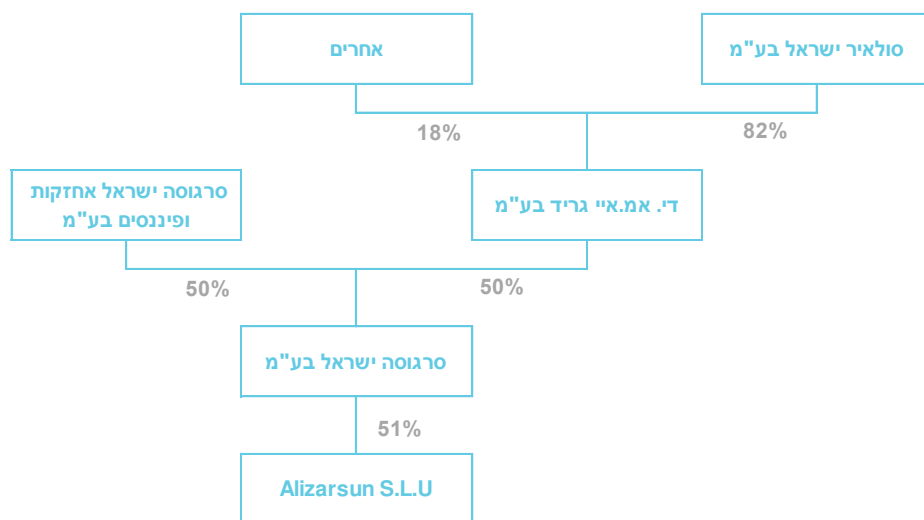 סולאיר ישראל בע"מ
אחרים
82%
18%
די. אמ.איי גריד בע"מ
סרגוסה ישראל אחזקות
ופיננסים בע"מ
50%
50%
סרגוסה ישראל בע"מ
51%
Alizarsun S.L.U